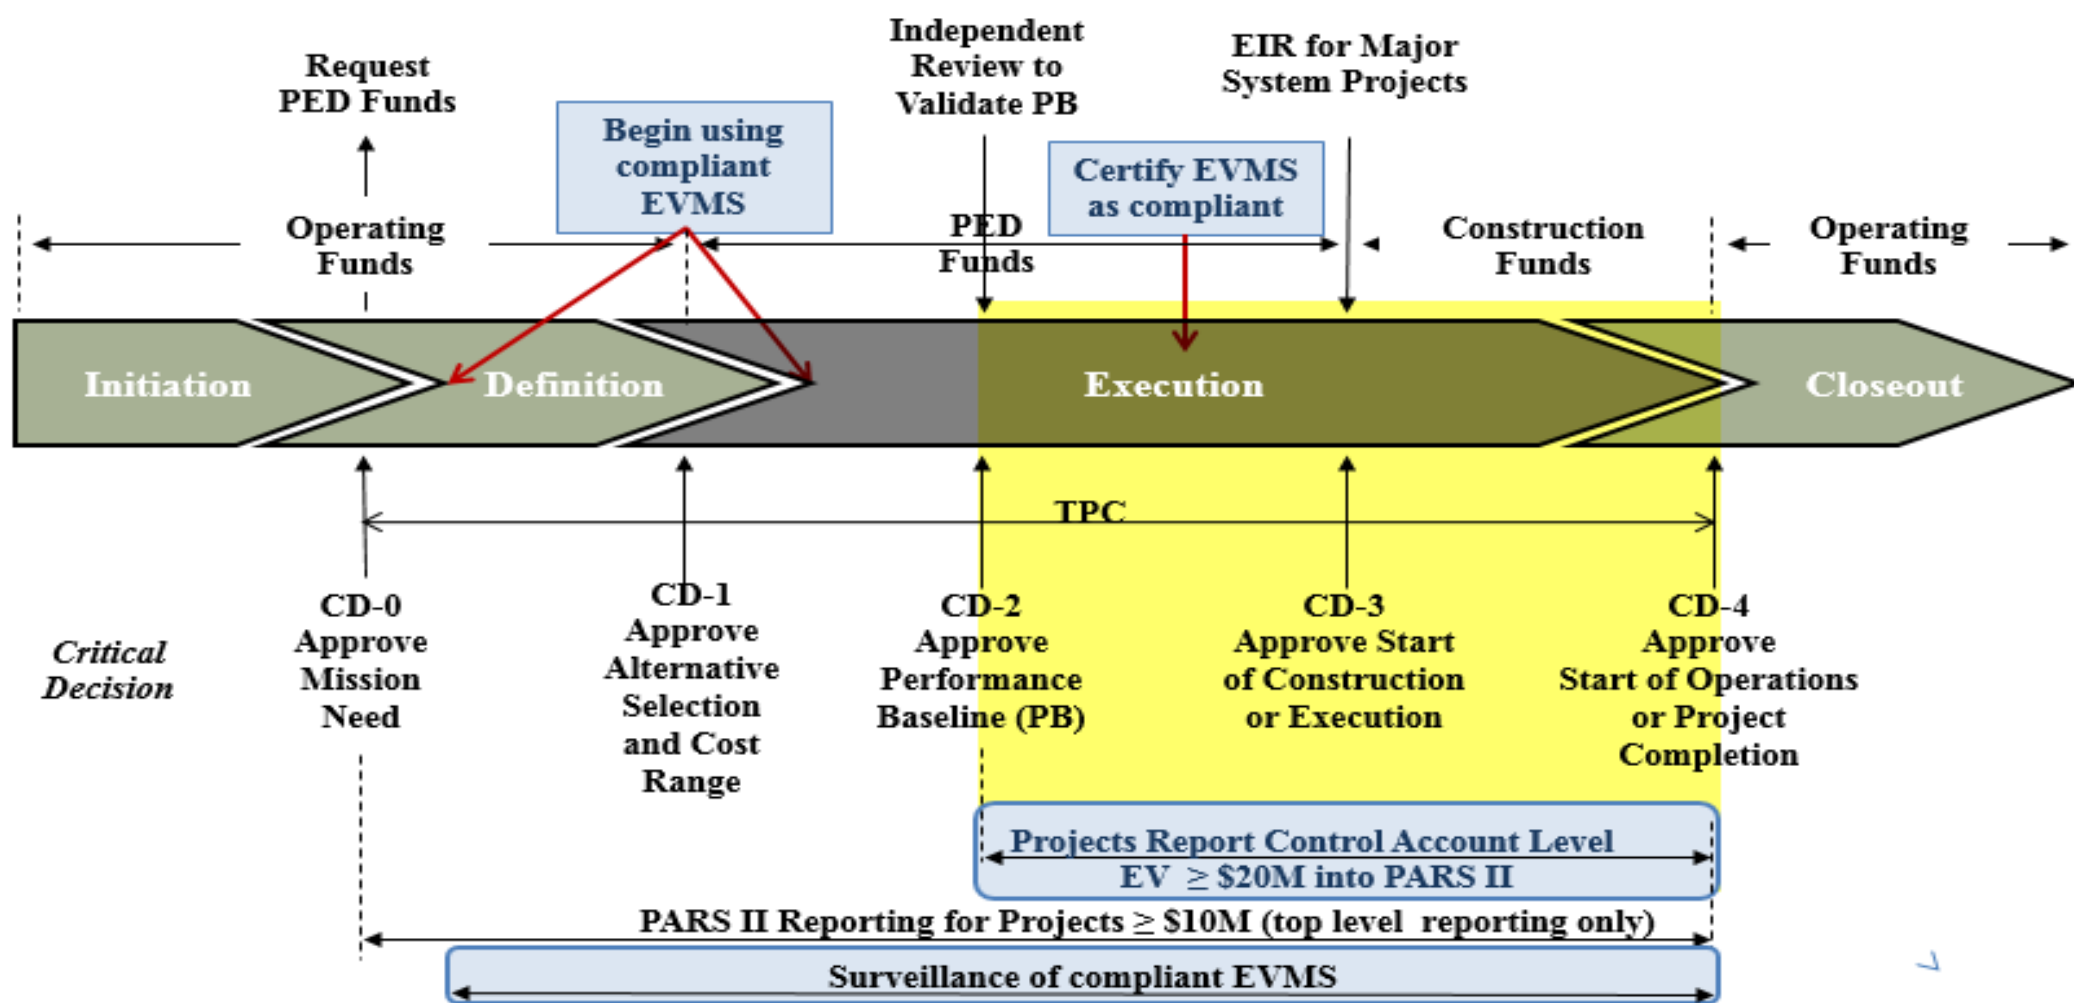 Request
PED Funds
Independent
Review to
Validate PB
EIR for Major
System Projects
Begin using
compliant
EVMS
Certify EVMS
as compliant
Operating
Funds
PED
Funds
Construction
Funds
Operating
Funds
Initiation
Definition
Execution
Closeout
TPC
Critical
Decision
CD-0
Approve
Mission
Need
CD-1
Approve
Alternative
Selection
and Cost
Range
CD-2
Approve
Performance
Baseline (PB)
CD-3
Approve Start
of Construction
or Execution
CD-4
Approve
Start of Operations
or Project
Completion
Projects Report Control Account Level
EV ≥ $20M into PARS II
PARS II Reporting for Projects ≥ $10M (top level reporting only)
Surveillance of compliant EVMS
7